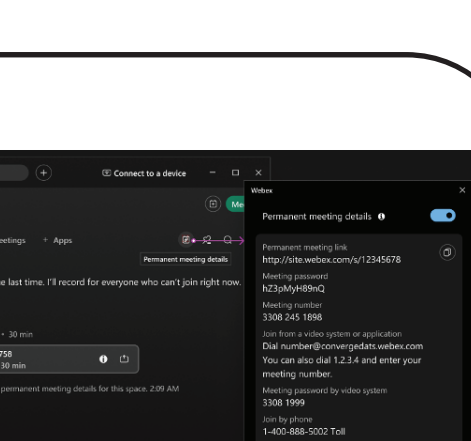 Connect to a device
Webex
Permanent meeting details
Apps
Permanent meeting details
Permanent meeting link
http://site.webex.com/s/12345678
last time. I'll record for everyone who can't join right now.
Meeting password
hZ3pMyH89nQ
Meeting number
3308 245 1898
• 30 min
Join from a video system or application
Dial number@convergedats.webex.com
758
You can also dial 1.2.3.4 and enter your
30 min
meeting number.
permanent meeting details for this space. 2:09 AM
Meeting password by video system
3308 1999
Join by phone
1-400-888-5002 Toll